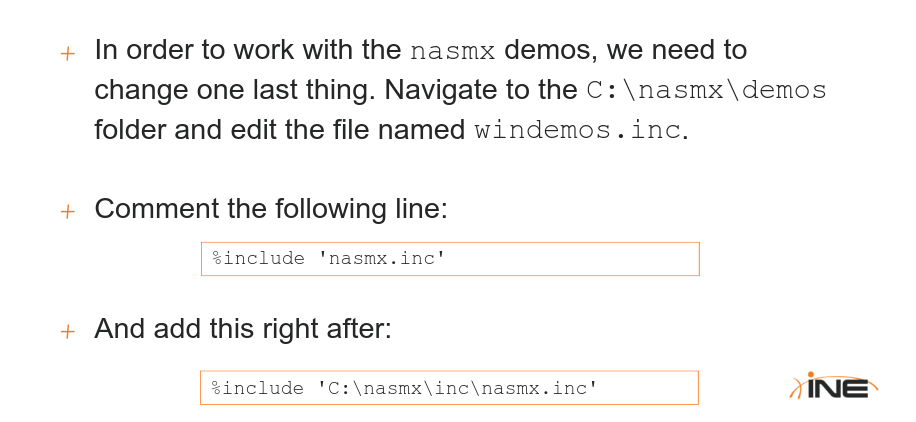 + In order to work with the nasmx demos, we need to
change one last thing. Navigate to the C:\nasmx\demos
folder and edit the file named windemos.inc.
+ Comment the following line:
%include 'nasmx.inc'
+ And add this right after:
%include 'C:\nasmx\inc\nasmx.inc'
INE